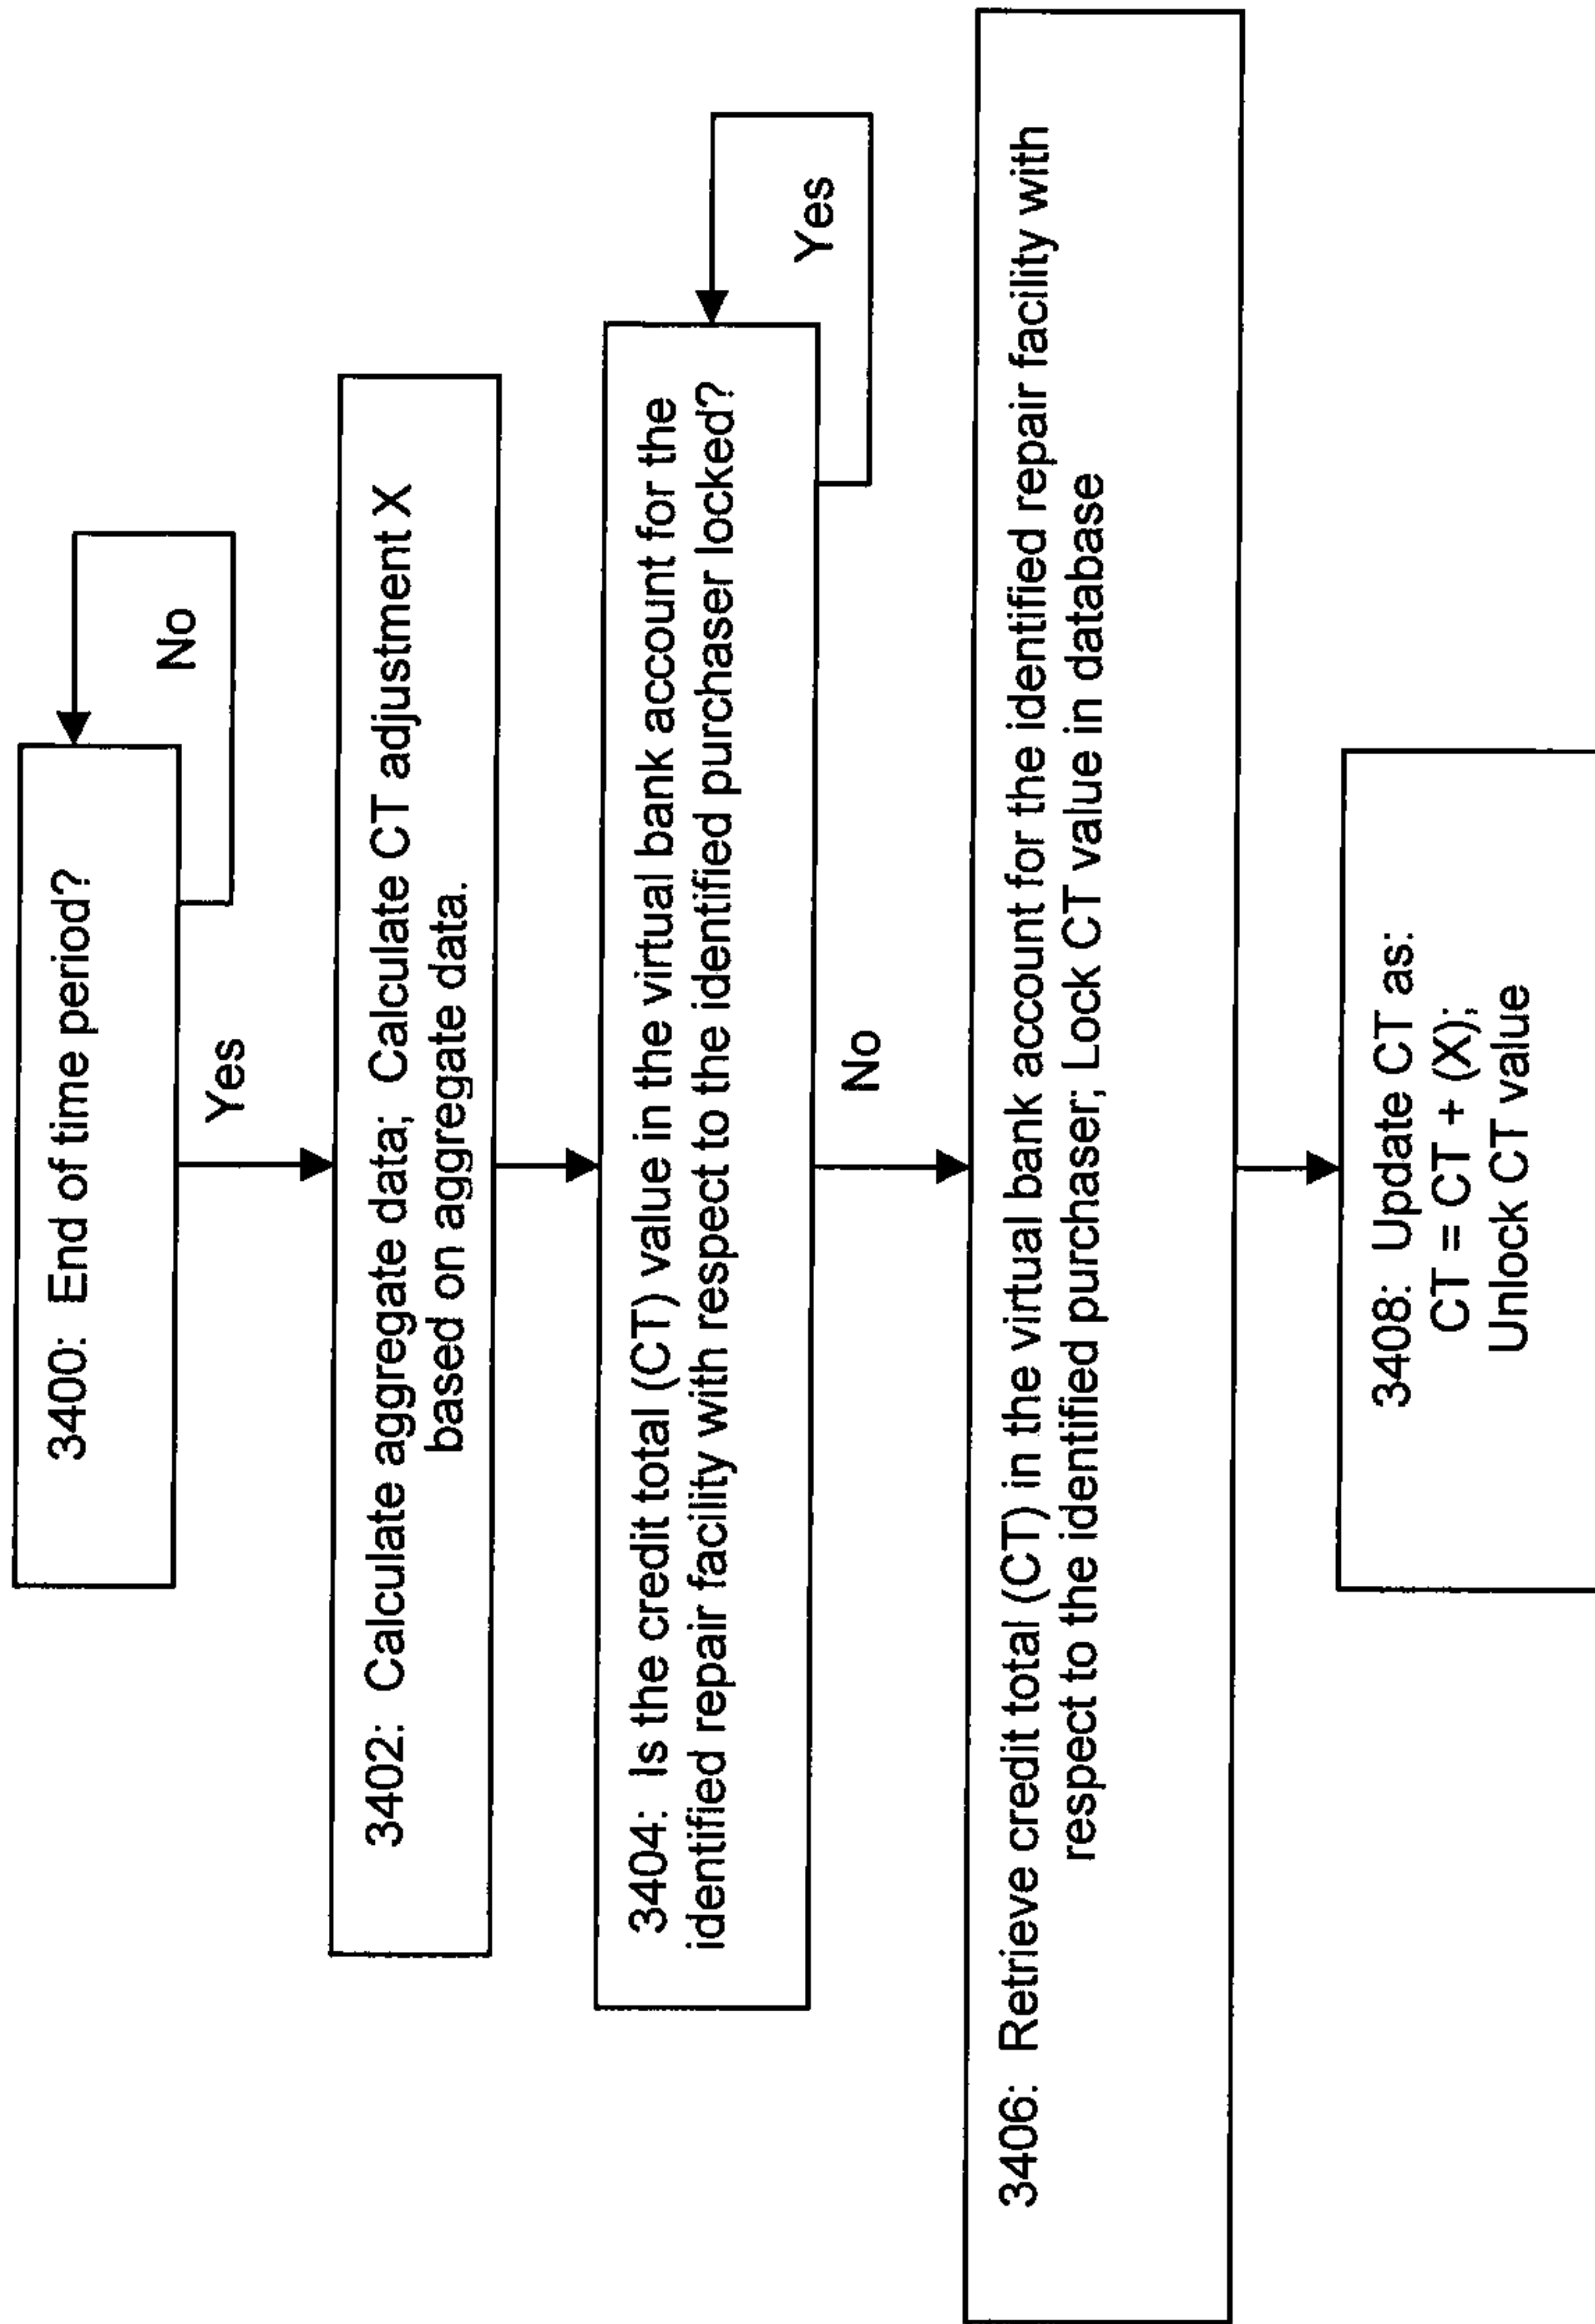 3400: End of time period?
No
Yes
3402: Calculate aggregate data; Calculate CT adjustment X
based on aggregate data.
3404: Is the credit total (CT) value in the virtual bank account for the
identified repair facility with respect to the identified purchaser locked?
Yes
No
3406: Retrieve credit total (CT) in the virtual bank account for the identified repair facility with
respect to the identified purchaser; Lock CT value in database
3408: Update CT as:
CT = CT + (X);
Unlock CT value